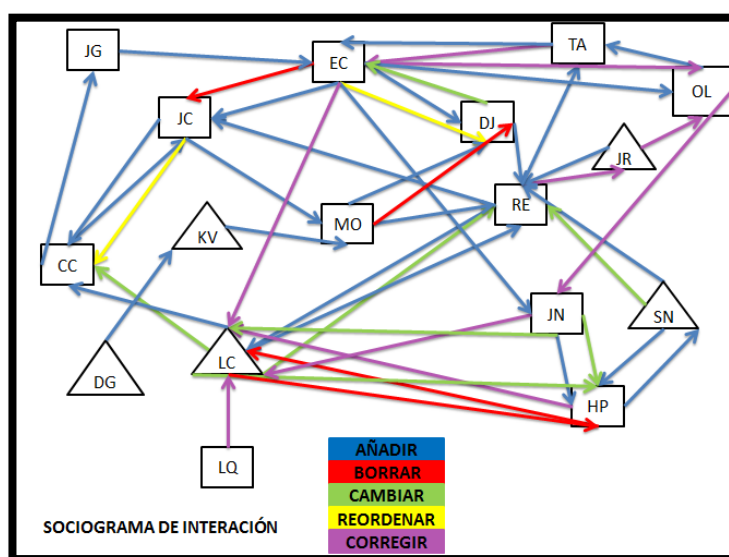 JG
EC
TA
OL
JC
DJ
JR
RE
MO
KV
CC
JN
SN
LC
DG
HP
LQ
AÑADIR
BORRAR
CAMBIAR
REORDENAR
CORREGIR
SOCIOGRAMA DE INTERACIÓN